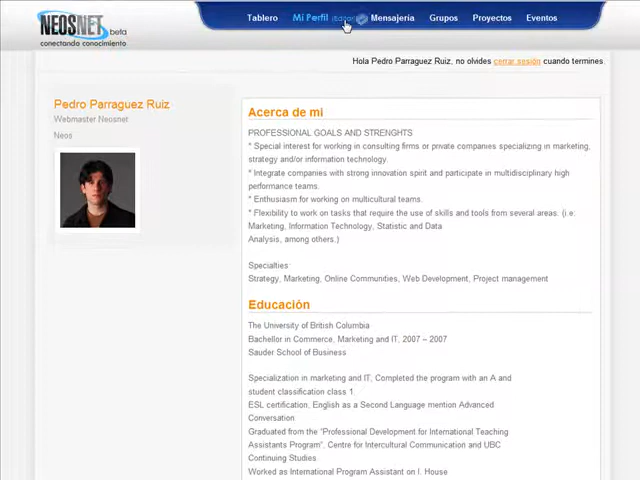 NEOSNET beta
conectando conocimiento
Tablero Mi Perfil (Editar) Mensajería Grupos Proyectos Eventos
Hola Pedro Parraguez Ruiz, no olvides cerrar sesión cuando termines
Pedro Parraguez Ruiz
Webmaster Neosnet
Neos
Acerca de mi
PROFESSIONAL GOALS AND STRENGHTS
* Special interest for working in consulting firms or private companies specializing in marketing,
strategy and/or information technology.
* Integrate companies with strong innovation spirit and participate in multidisciplinary high
performance teams.
* Enthusiasm for working on multicultural teams.
* Flexibility to work on tasks that require the use of skills and tools from several areas. (i.e:
Marketing, Information Technology, Statistic and Data
Analysis, among others.)
Specialties:
Strategy, Marketing, Online Communities, Web Development, Project management
Educación
The University of British Columbia
Bachellor in Commerce, Marketing and IT, 2007 – 2007
Sauder School of Business
Specialization in marketing and IT, Completed the program with an A and
student classification class 1.
ESL certification, English as a Second Language mention Advanced
Conversation
Graduated from the "Professional Development for International Teaching
Assistants Program", Centre for Intercultural Communication and UBC
Continuing Studies
Worked as International Program Assistant on I. House